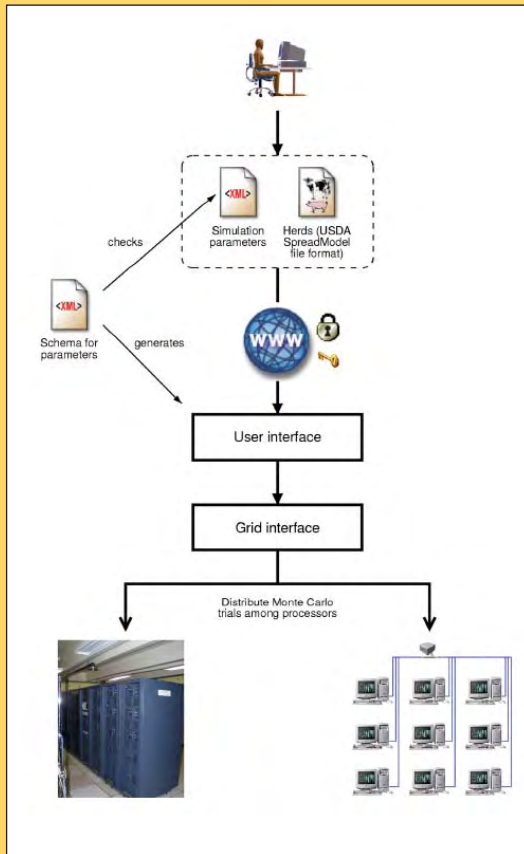 <XML>
Simulation
parameters
Herds (USDA
SpreadModel
file format)
checks
<XML>
Schema for
parameters
generates
WWW
User interface
Grid interface
Distribute Monte Carlo
trials among processors